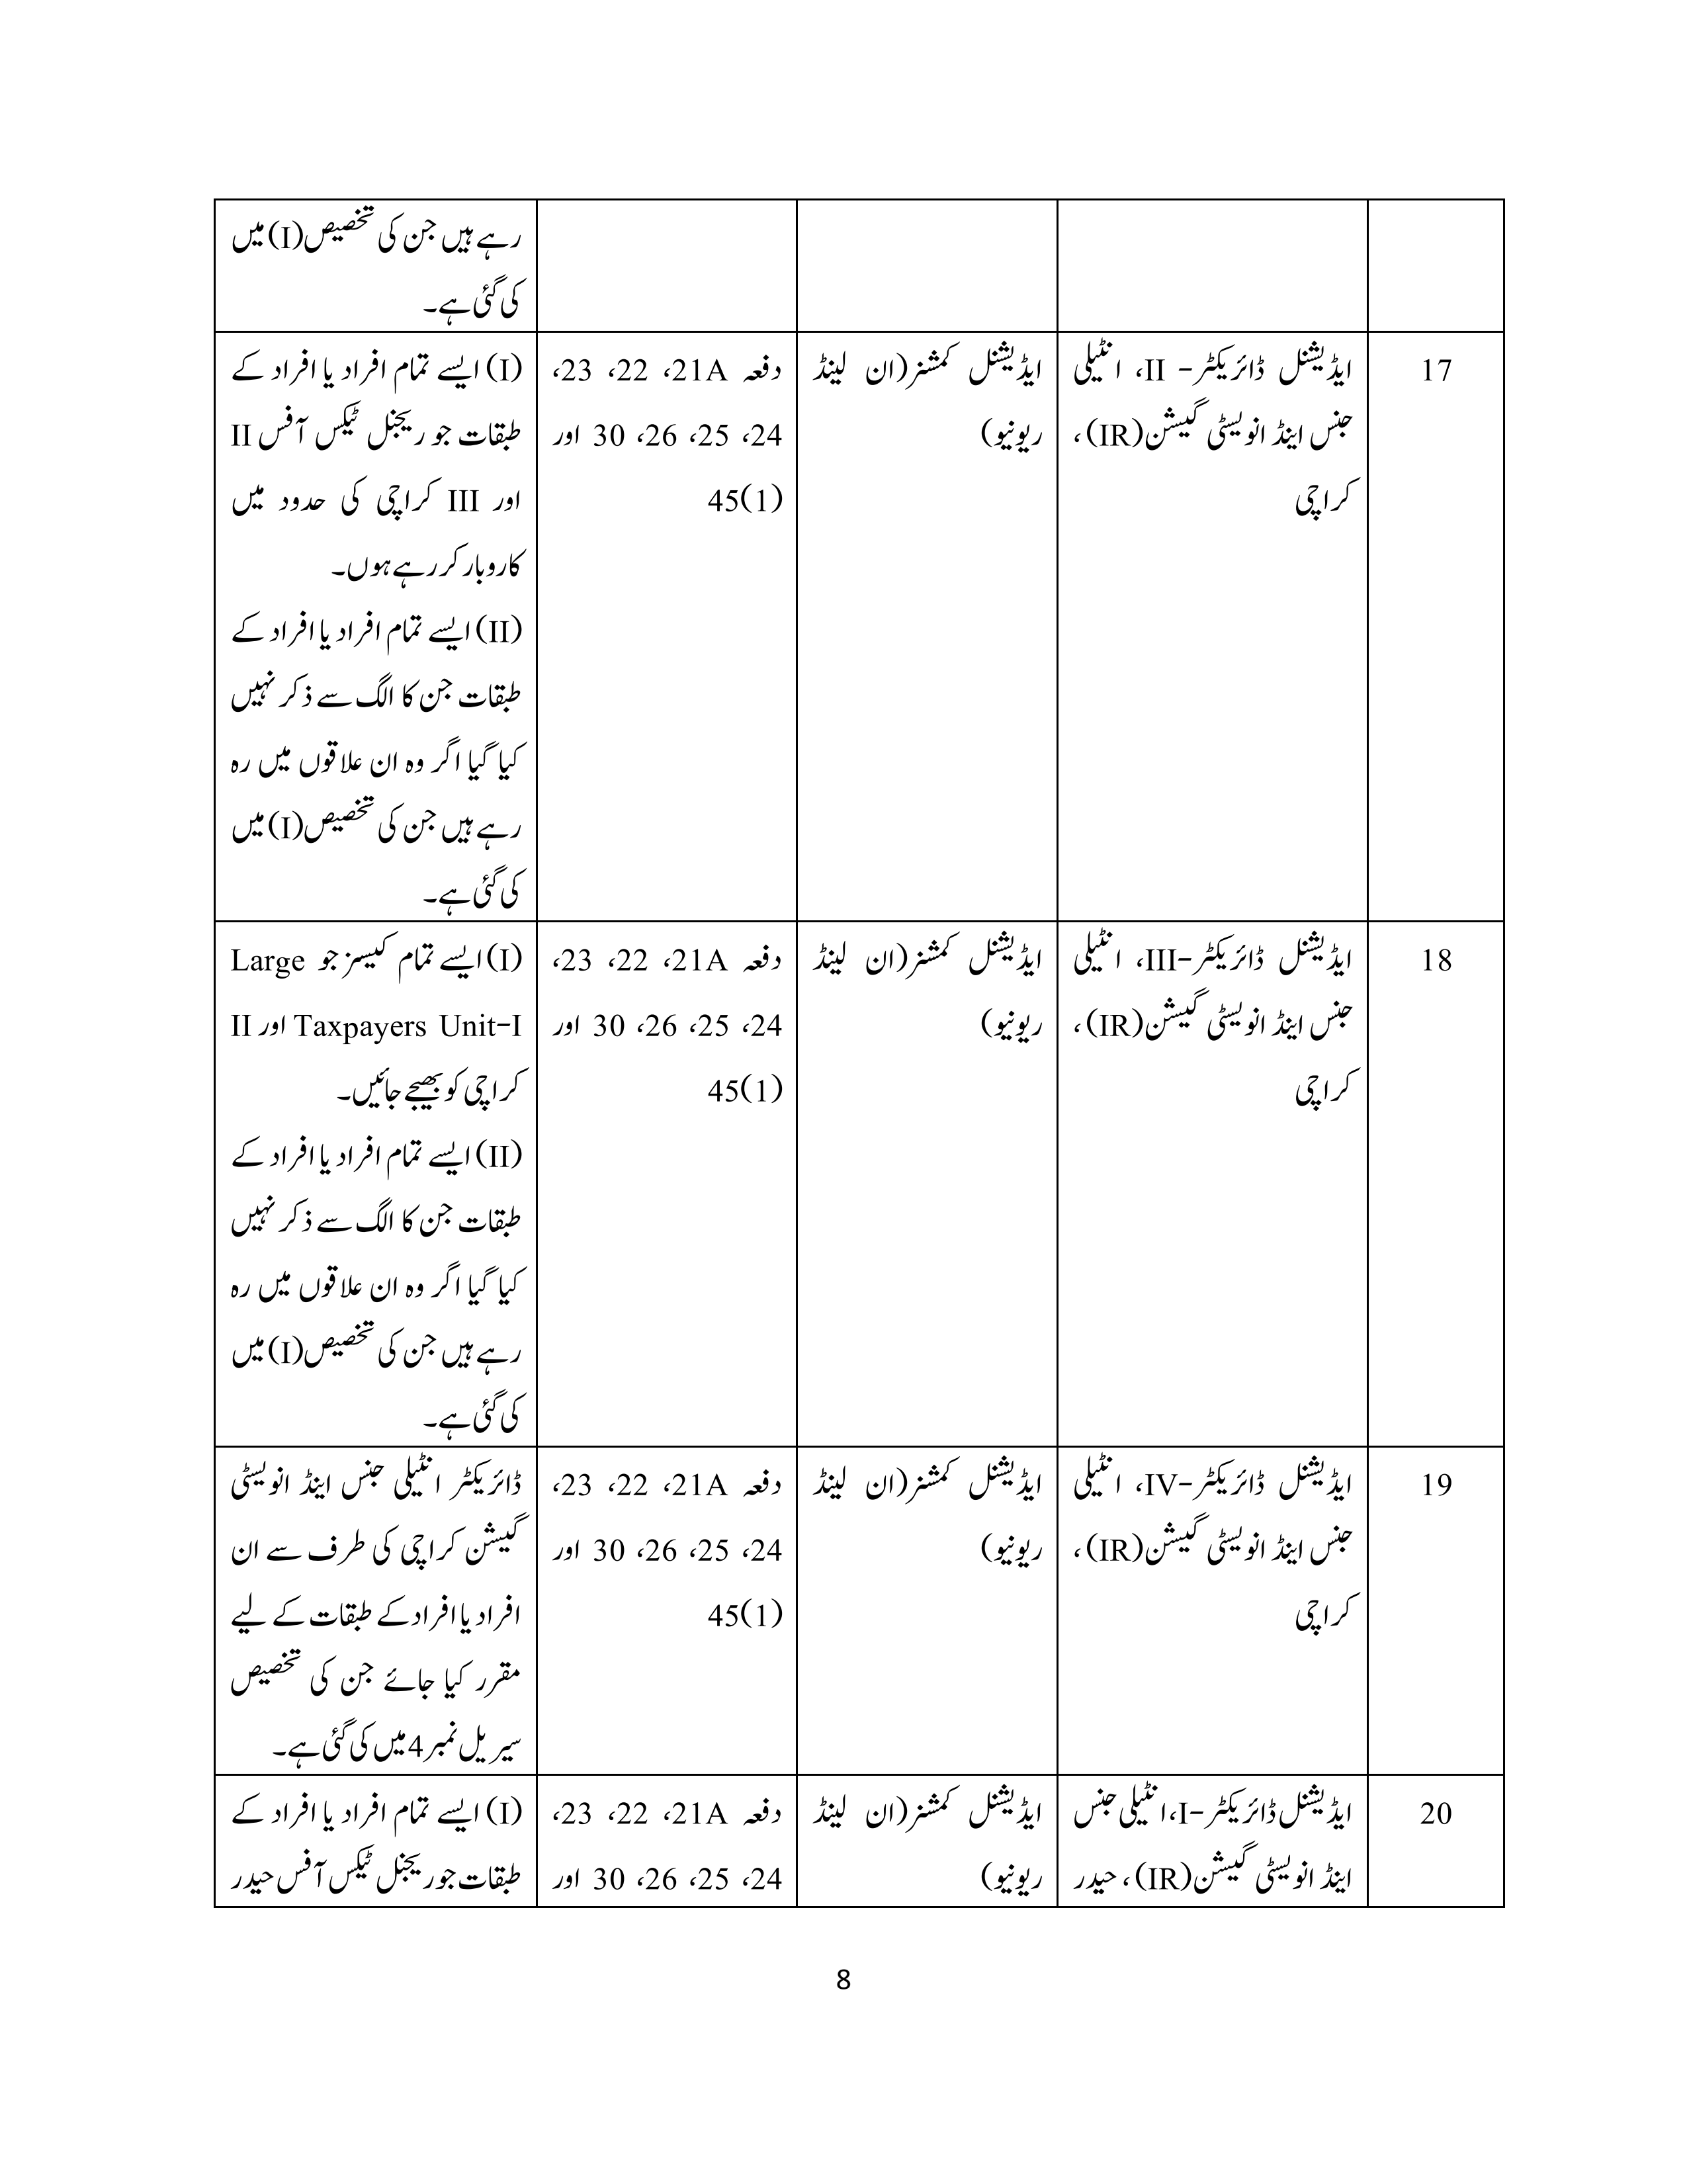 رہے ہیں جن کی تخصیص(I) میں
کی گئی ہے۔
17
ایڈیشنل ڈائریکٹر- II، انٹیلی
جنس اینڈ انویسٹی گیشن(IR)،
کراچی
ایڈیشنل کمشنر(ان لینڈ
ریونیو)
دفعہ 21A، 22، 23،
24، 25، 26، 30 اور
45(1)
(I) ایسے تمام افراد یا افراد کے
طبقات جو ریجنل ٹیکس آفس II
اور III کراچی کی حدود میں
کاروبار کر رہے ہوں۔
(II) ایسے تمام افراد یا افراد کے
طبقات جن کا الگ سے ذکر نہیں
کیا گیا اگر وہ ان علاقوں میں رہ
رہے ہیں جن کی تخصیص(I) میں
کی گئی ہے۔
18
ایڈیشنل ڈائریکٹر-III، انٹیلی
جنس اینڈ انویسٹی گیشن(IR)،
کراچی
ایڈیشنل کمشنر(ان لینڈ
ریونیو)
دفعہ 21A، 22، 23،
24، 25، 26، 30 اور
45(1)
(I) ایسے تمام کیسز جو Large
Taxpayers Unit-I اور II
کراچی کو بھیجے جائیں۔
(II) ایسے تمام افراد یا افراد کے
طبقات جن کا الگ سے ذکر نہیں
کیا گیا اگر وہ ان علاقوں میں رہ
رہے ہیں جن کی تخصیص(I) میں
کی گئی ہے۔
19
ایڈیشنل ڈائریکٹر-IV، انٹیلی
جنس اینڈ انویسٹی گیشن(IR)،
کراچی
ایڈیشنل کمشنر(ان لینڈ
ریونیو)
دفعہ 21A، 22، 23،
24، 25، 26، 30 اور
45(1)
ڈائریکٹر انٹیلی جنس اینڈ انویسٹی
گیشن کراچی کی طرف سے ان
افراد یا افراد کے طبقات کے لیے
مقرر کیا جائے جن کی تخصیص
سیریل نمبر 4 میں کی گئی ہے۔
20
ایڈیشنل ڈائریکٹر-I، انٹیلی جنس
اینڈ انویسٹی گیشن(IR)، حیدر
ایڈیشنل کمشنر(ان لینڈ
ریونیو)
دفعہ 21A، 22، 23،
24، 25، 26، 30 اور
(I) ایسے تمام افراد یا افراد کے
طبقات جو ریجنل ٹیکس آفس حیدر
8